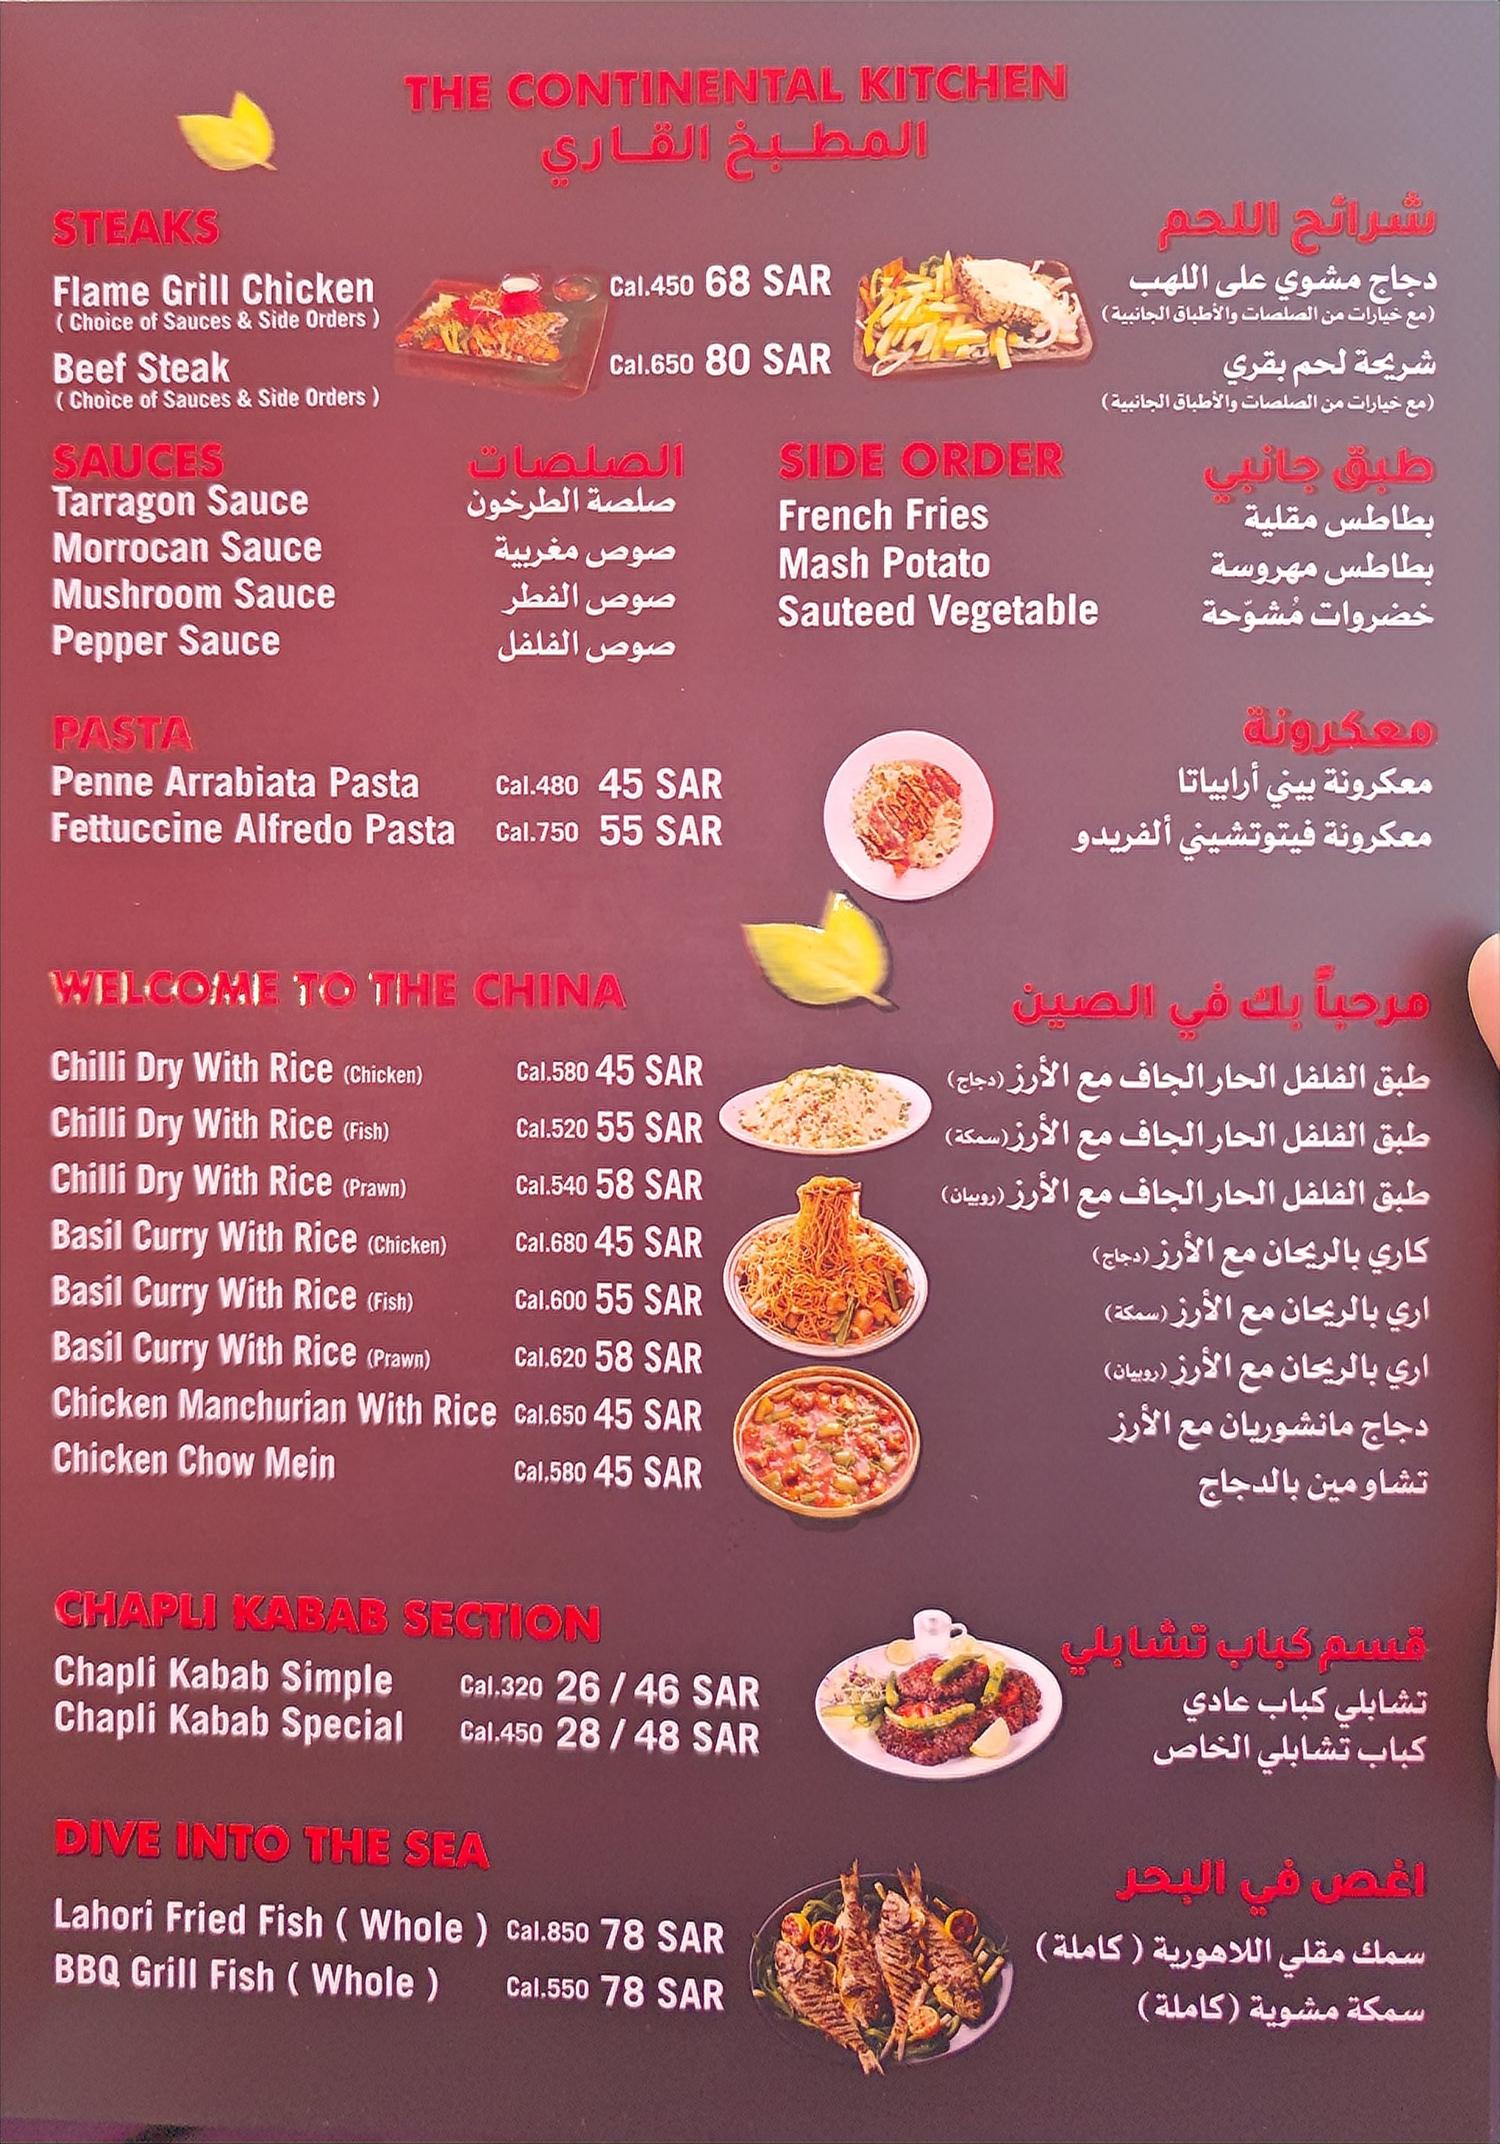 THE CONTINENTAL KITCHEN
المطبخ القاري
STEAKS شرائح اللحم
Flame Grill Chicken Cal.450 68 SAR دجاج مشوي على اللهب
( Choice of Sauces & Side Orders ) (مع خيارات من الصلصات والأطباق الجانبية)
Beef Steak Cal.650 80 SAR شريحة لحم بقري
( Choice of Sauces & Side Orders ) (مع خيارات من الصلصات والأطباق الجانبية)
SAUCES الصلصات
Tarragon Sauce صلصة الطرخون
Morrocan Sauce صوص مغربية
Mushroom Sauce صوص الفطر
Pepper Sauce صوص الفلفل
SIDE ORDER طبق جانبي
French Fries بطاطس مقلية
Mash Potato بطاطس مهروسة
Sauteed Vegetable خضروات مُشوّحة
PASTA معكرونة
Penne Arrabiata Pasta Cal.480 45 SAR معكرونة بيني أرابياتا
Fettuccine Alfredo Pasta Cal.750 55 SAR معكرونة فيتوتشيني ألفريدو
WELCOME TO THE CHINA مرحباً بك في الصين
Chilli Dry With Rice (Chicken) Cal.580 45 SAR طبق الفلفل الحار الجاف مع الأرز (دجاج)
Chilli Dry With Rice (Fish) Cal.520 55 SAR طبق الفلفل الحار الجاف مع الأرز (سمكة)
Chilli Dry With Rice (Prawn) Cal.540 58 SAR طبق الفلفل الحار الجاف مع الأرز (روبيان)
Basil Curry With Rice (Chicken) Cal.680 45 SAR كاري بالريحان مع الأرز (دجاج)
Basil Curry With Rice (Fish) Cal.600 55 SAR اري بالريحان مع الأرز (سمكة)
Basil Curry With Rice (Prawn) Cal.620 58 SAR اري بالريحان مع الأرز (روبيان)
Chicken Manchurian With Rice Cal.650 45 SAR دجاج مانشوريان مع الأرز
Chicken Chow Mein Cal.580 45 SAR تشاو مين بالدجاج
CHAPLI KABAB SECTION قسم كباب تشابلي
Chapli Kabab Simple Cal.320 26 / 46 SAR تشابلي كباب عادي
Chapli Kabab Special Cal.450 28 / 48 SAR كباب تشابلي الخاص
DIVE INTO THE SEA اغص في البحر
Lahori Fried Fish ( Whole ) Cal.850 78 SAR سمك مقلي اللاهورية ( كاملة )
BBQ Grill Fish ( Whole ) Cal.550 78 SAR سمكة مشوية (كاملة )